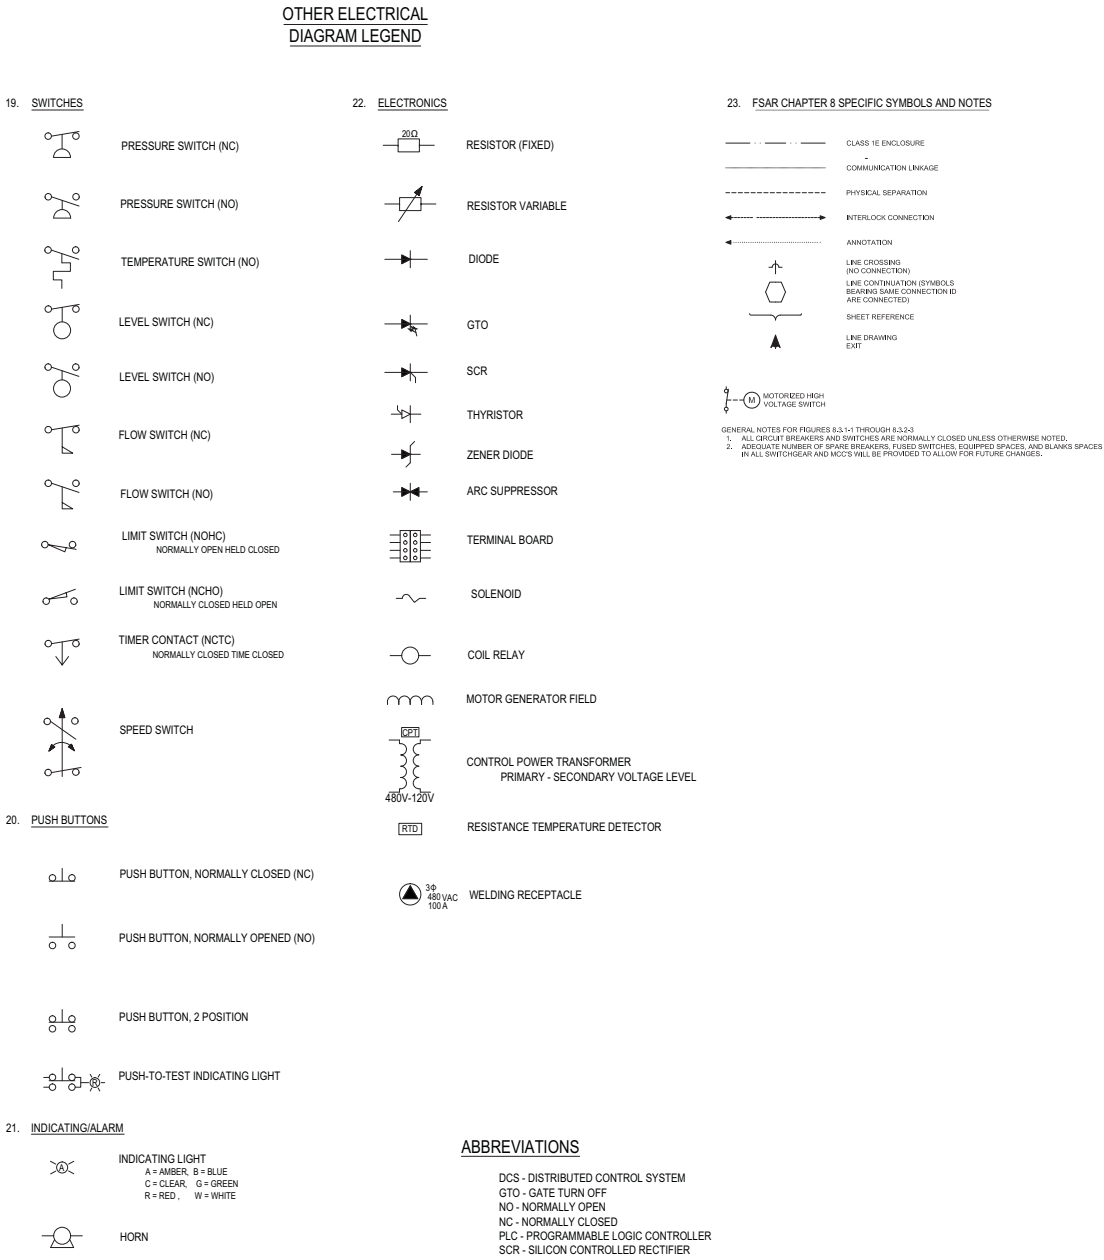 OTHER ELECTRICAL
DIAGRAM LEGEND
19. SWITCHES
PRESSURE SWITCH (NC)
PRESSURE SWITCH (NO)
TEMPERATURE SWITCH (NO)
LEVEL SWITCH (NC)
LEVEL SWITCH (NO)
FLOW SWITCH (NC)
FLOW SWITCH (NO)
LIMIT SWITCH (NOHC)
NORMALLY OPEN HELD CLOSED
LIMIT SWITCH (NCHO)
NORMALLY CLOSED HELD OPEN
TIMER CONTACT (NCTC)
NORMALLY CLOSED TIME CLOSED
SPEED SWITCH
20. PUSH BUTTONS
PUSH BUTTON, NORMALLY CLOSED (NC)
PUSH BUTTON, NORMALLY OPENED (NO)
PUSH BUTTON, 2 POSITION
R
PUSH-TO-TEST INDICATING LIGHT
21. INDICATING/ALARM
A
INDICATING LIGHT
A = AMBER, B = BLUE
C = CLEAR, G = GREEN
R = RED , W = WHITE
HORN
22. ELECTRONICS
20Ω
RESISTOR (FIXED)
RESISTOR VARIABLE
DIODE
GTO
SCR
THYRISTOR
ZENER DIODE
ARC SUPPRESSOR
TERMINAL BOARD
SOLENOID
COIL RELAY
MOTOR GENERATOR FIELD
CPT
CONTROL POWER TRANSFORMER
PRIMARY - SECONDARY VOLTAGE LEVEL
480V-120V
RTD
RESISTANCE TEMPERATURE DETECTOR
3Φ
480 VAC
100 A
WELDING RECEPTACLE
23. FSAR CHAPTER 8 SPECIFIC SYMBOLS AND NOTES
CLASS 1E ENCLOSURE
COMMUNICATION LINKAGE
PHYSICAL SEPARATION
INTERLOCK CONNECTION
ANNOTATION
LINE CROSSING
(NO CONNECTION)
LINE CONTINUATION (SYMBOLS
BEARING SAME CONNECTION ID
ARE CONNECTED)
SHEET REFERENCE
LINE DRAWING
EXIT
M
MOTORIZED HIGH
VOLTAGE SWITCH
GENERAL NOTES FOR FIGURES 8.3.1-1 THROUGH 8.3.2-3
1. ALL CIRCUIT BREAKERS AND SWITCHES ARE NORMALLY CLOSED UNLESS OTHERWISE NOTED.
2. ADEQUATE NUMBER OF SPARE BREAKERS, FUSED SWITCHES, EQUIPPED SPACES, AND BLANKS SPACES
IN ALL SWITCHGEAR AND MCC'S WILL BE PROVIDED TO ALLOW FOR FUTURE CHANGES.
ABBREVIATIONS
DCS - DISTRIBUTED CONTROL SYSTEM
GTO - GATE TURN OFF
NO - NORMALLY OPEN
NC - NORMALLY CLOSED
PLC - PROGRAMMABLE LOGIC CONTROLLER
SCR - SILICON CONTROLLED RECTIFIER